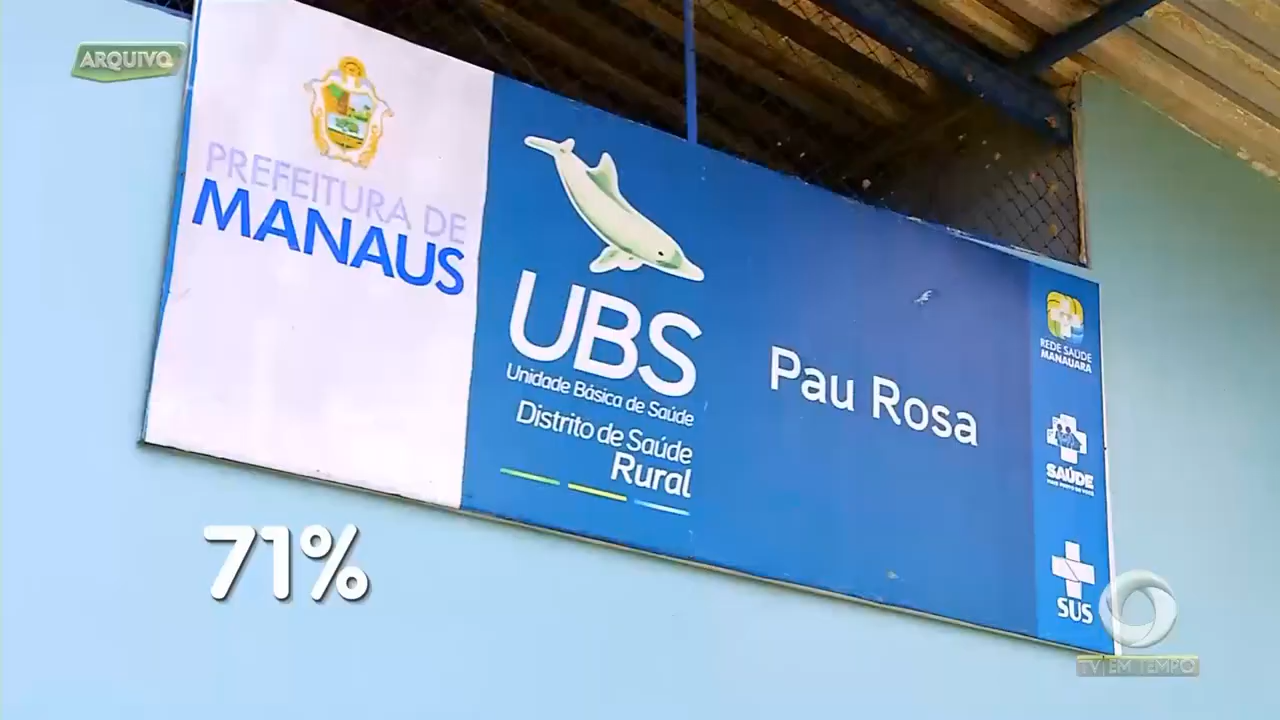 ARQUIVO
PREFEITURA DE
MANAUS
UBS
Unidade Básica de Saúde
Distrito de Saúde
Rural
Pau Rosa
REDE SAÚDE
MANAUARA
SAÚDE
SUS
71%
TV EM TEMPO